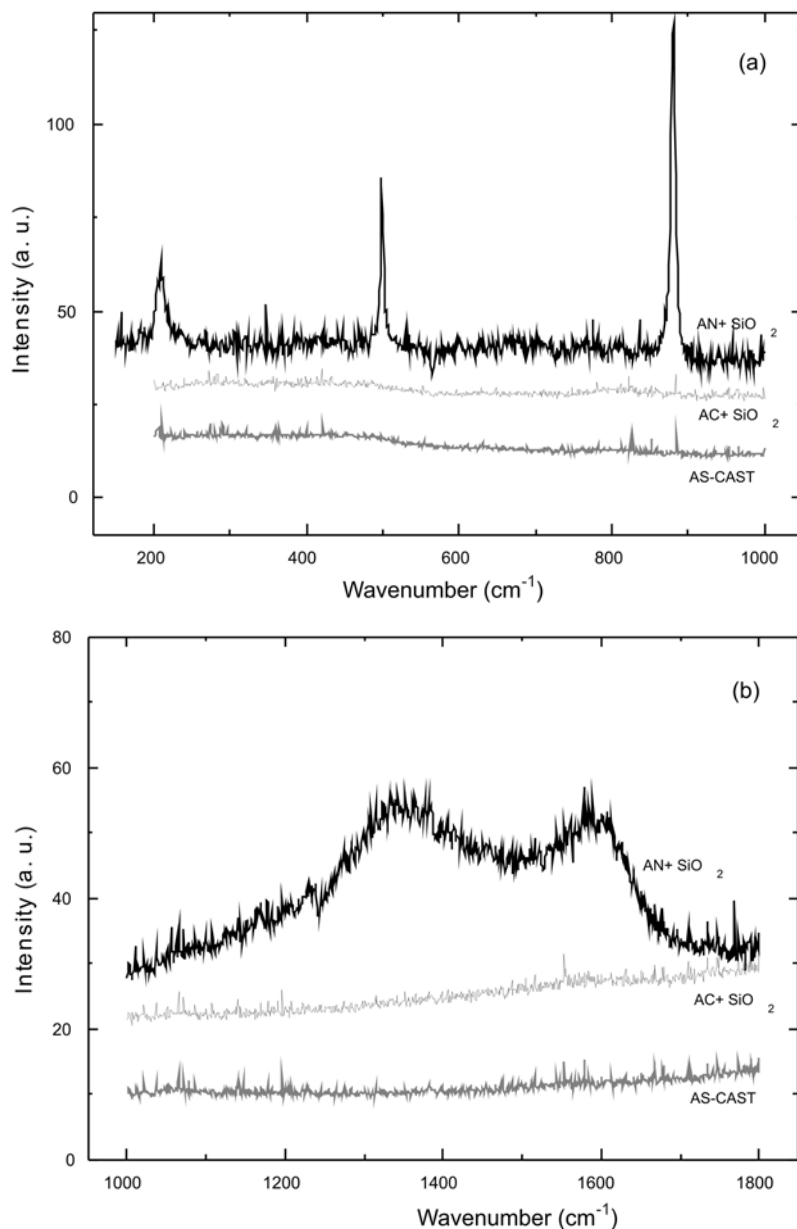 (a)
100
50
0
Intensity (a. u.)
AN+ SiO 2
AC+ SiO 2
AS-CAST
200 400 600 800 1000
Wavenumber (cm-1)
80
60
40
20
0
(b)
Intensity (a. u.)
AN+ SiO 2
AC+ SiO 2
AS-CAST
1000 1200 1400 1600 1800
Wavenumber (cm-1)